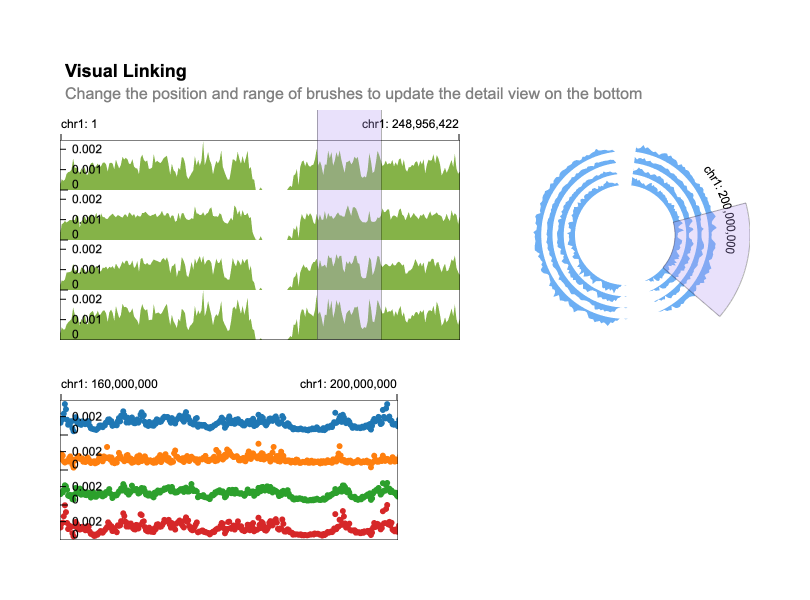 Visual Linking
Change the position and range of brushes to update the detail view on the bottom
chr1: 1
chr1: 248,956,422
0.002
0.001
0
0.002
0.001
0
0.002
0.001
0
0.002
0.001
0
chr1: 200,000,000
chr1: 160,000,000
chr1: 200,000,000
0.002
0
0.002
0
0.002
0
0.002
0